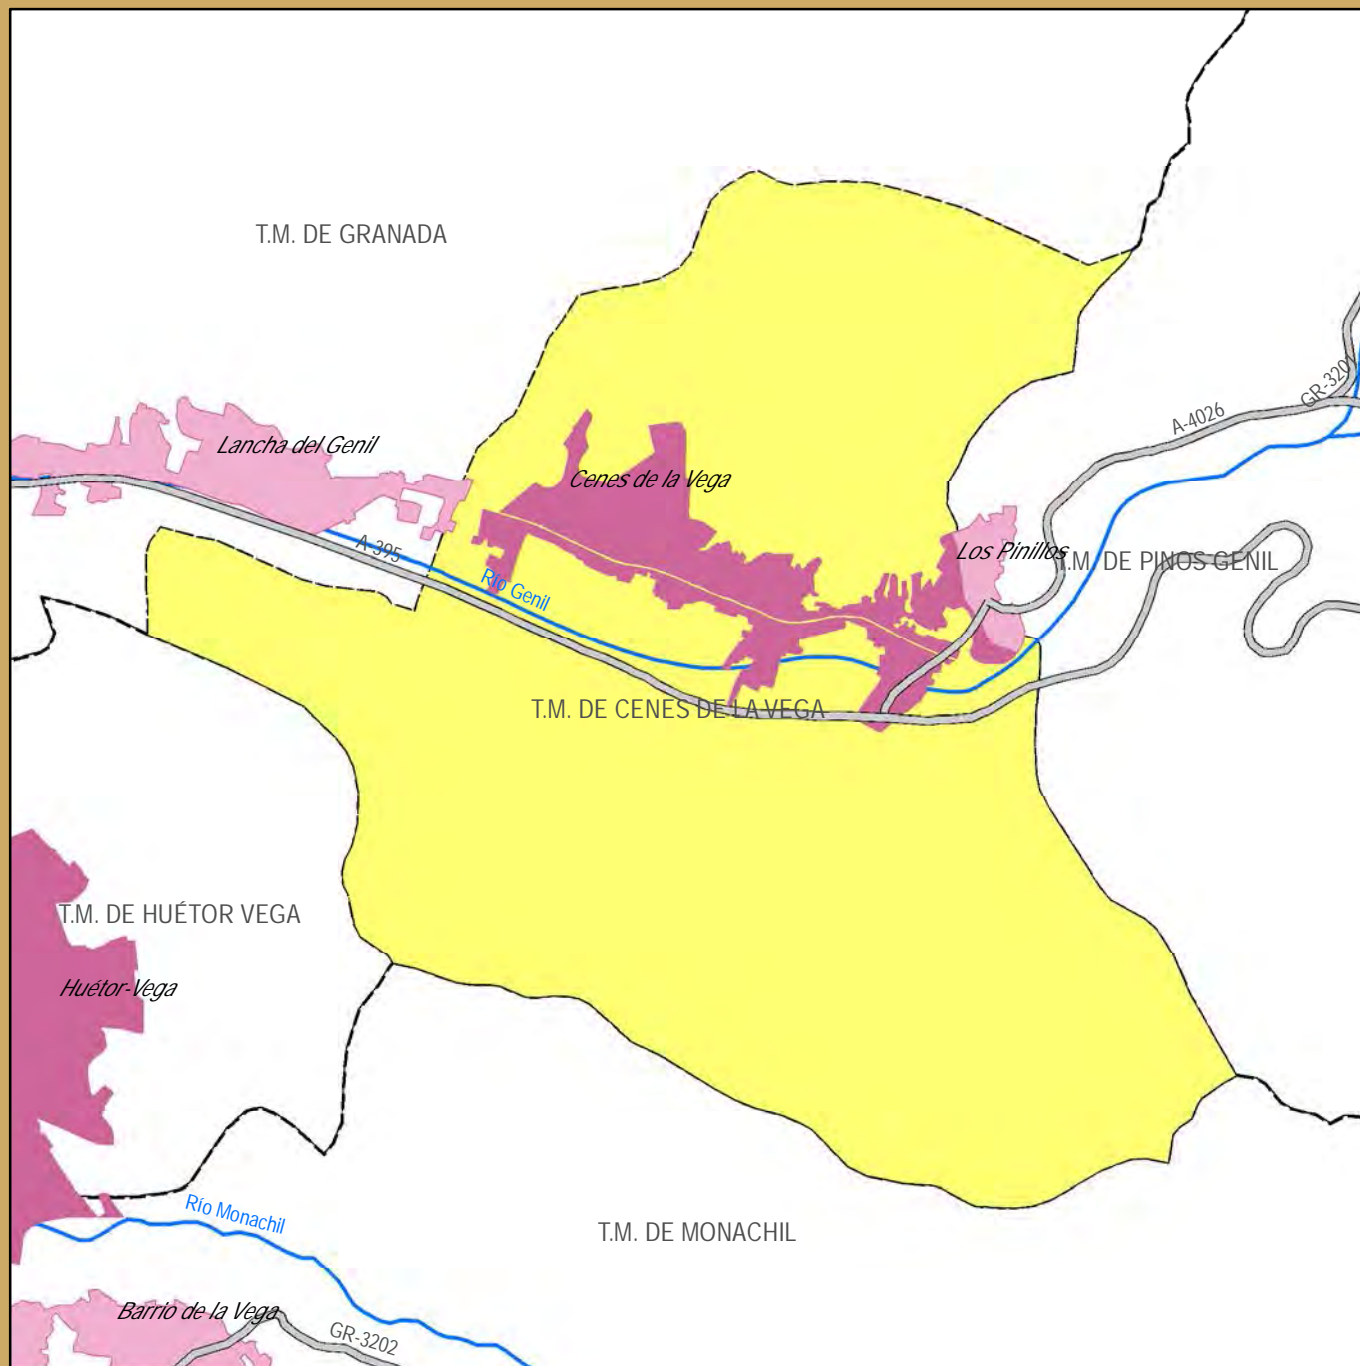 T.M. DE GRANADA
GR-3201
A-4026
Lancha del Genil
Cenes de la Vega
A-395
Los Pinillos
T.M. DE PINOS GENIL
Río Genil
T.M. DE CENES DE LA VEGA
T.M. DE HUÉTOR VEGA
Huétor-Vega
Río Monachil
T.M. DE MONACHIL
Barrio de la Vega
GR-3202